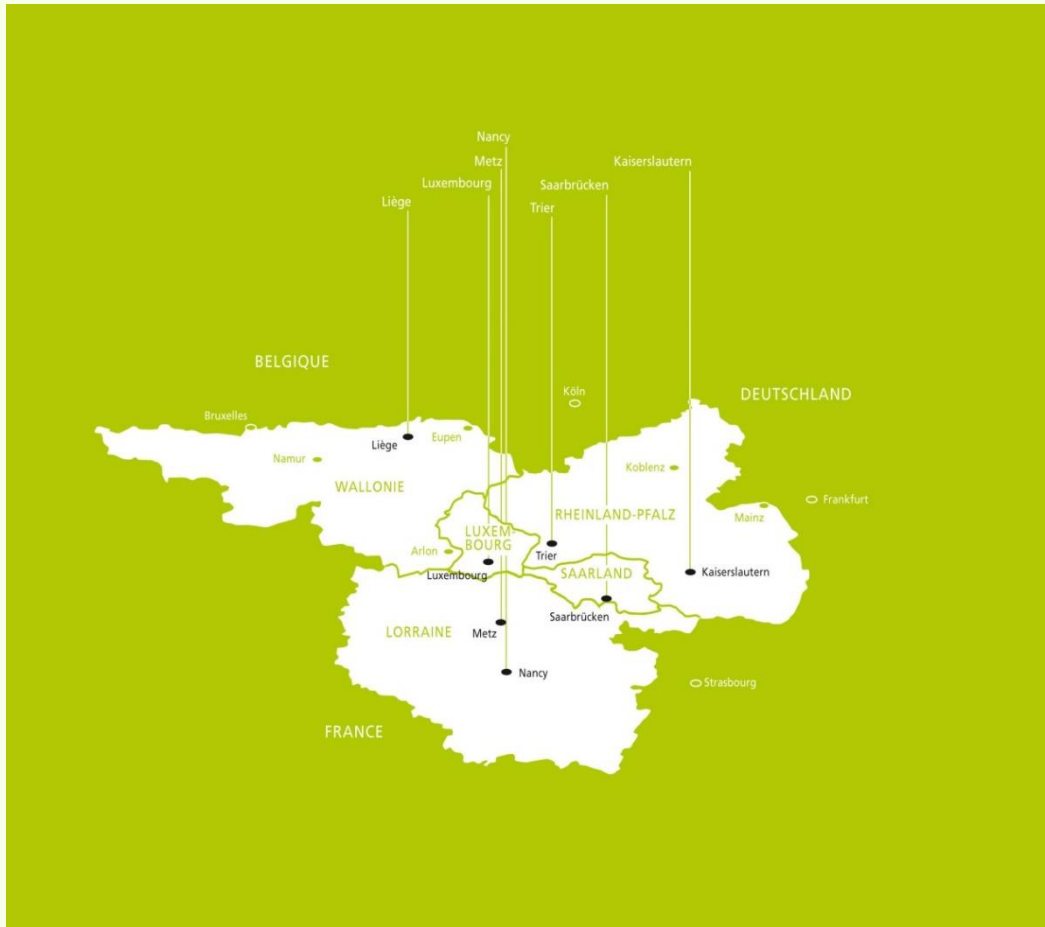 Nancy
Metz
Kaiserslautern
Luxembourg
Saarbrücken
Liège
Trier
BELGIQUE
Köln
DEUTSCHLAND
Bruxelles
Liège
Eupen
Namur
Koblenz
WALLONIE
Frankfurt
RHEINLAND-PFALZ
Mainz
LUXEM-
BOURG
Arlon
Trier
Luxembourg
SAARLAND
Kaiserslautern
Saarbrücken
LORRAINE
Metz
Nancy
Strasbourg
FRANCE